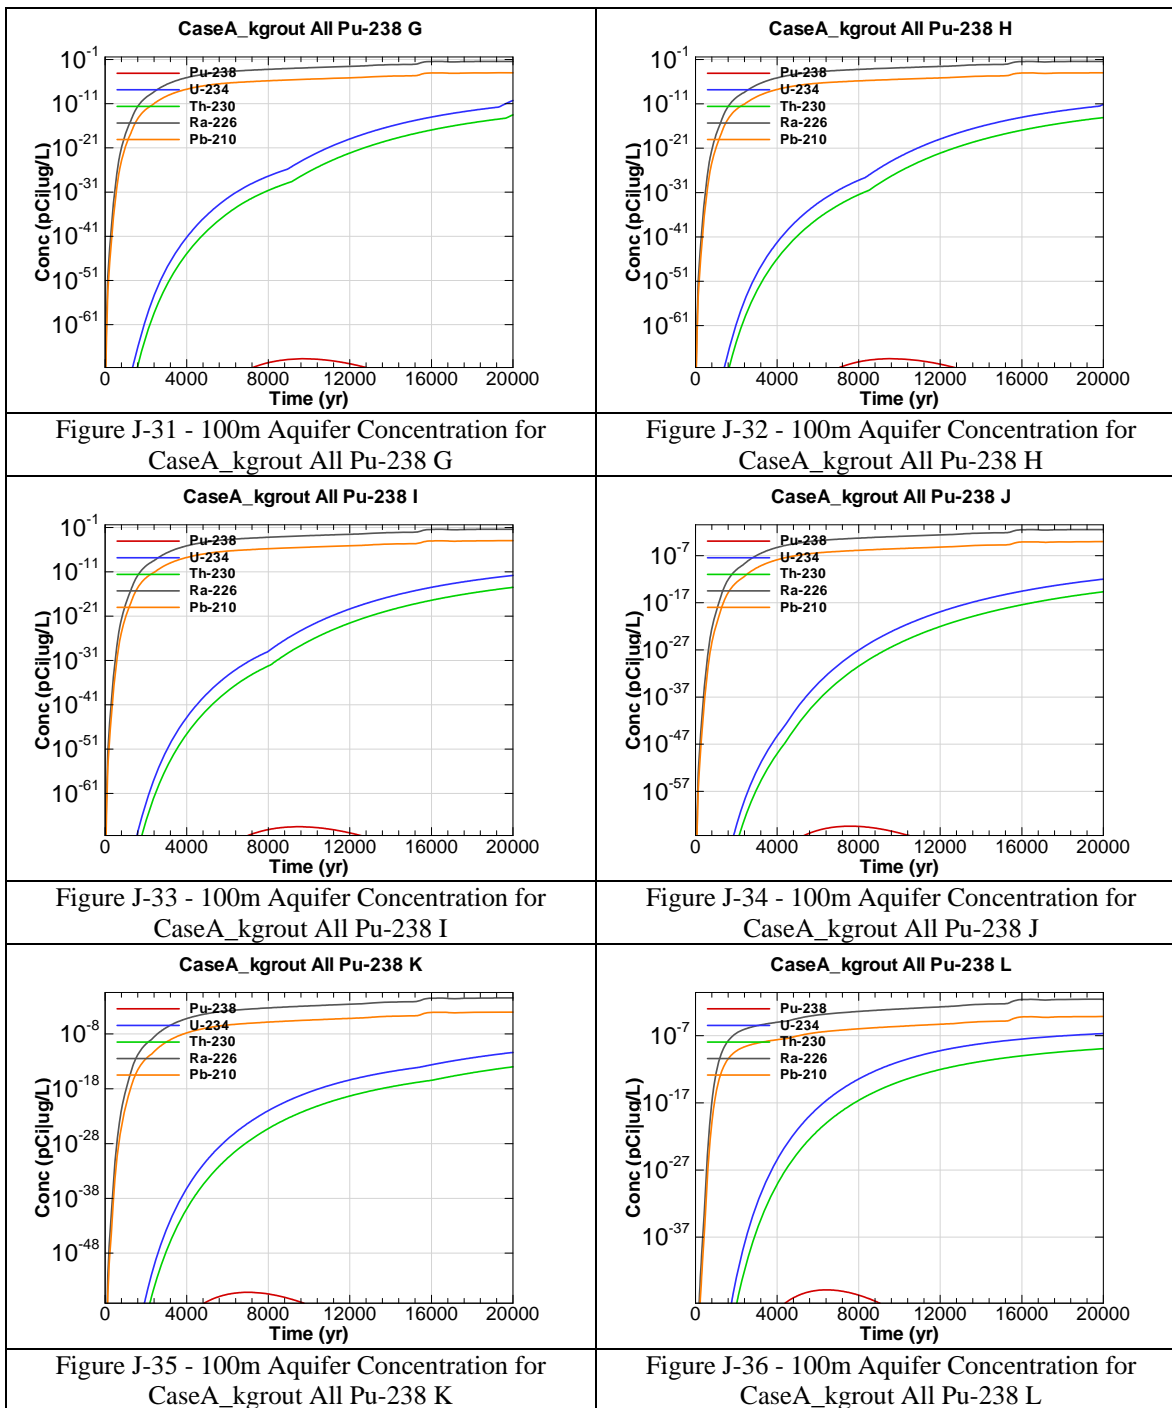 CaseA_kgrout All Pu-238 G
Conc (pCi|ug/L)
10^-1
10^-11
10^-21
10^-31
10^-41
10^-51
10^-61
Pu-238
U-234
Th-230
Ra-226
Pb-210
0 4000 8000 12000 16000 20000
Time (yr)
Figure J-31 - 100m Aquifer Concentration for
CaseA_kgrout All Pu-238 G
CaseA_kgrout All Pu-238 H
Conc (pCi|ug/L)
10^-1
10^-11
10^-21
10^-31
10^-41
10^-51
10^-61
Pu-238
U-234
Th-230
Ra-226
Pb-210
0 4000 8000 12000 16000 20000
Time (yr)
Figure J-32 - 100m Aquifer Concentration for
CaseA_kgrout All Pu-238 H
CaseA_kgrout All Pu-238 I
Conc (pCi|ug/L)
10^-1
10^-11
10^-21
10^-31
10^-41
10^-51
10^-61
Pu-238
U-234
Th-230
Ra-226
Pb-210
0 4000 8000 12000 16000 20000
Time (yr)
Figure J-33 - 100m Aquifer Concentration for
CaseA_kgrout All Pu-238 I
CaseA_kgrout All Pu-238 J
Conc (pCi|ug/L)
10^-7
10^-17
10^-27
10^-37
10^-47
10^-57
Pu-238
U-234
Th-230
Ra-226
Pb-210
0 4000 8000 12000 16000 20000
Time (yr)
Figure J-34 - 100m Aquifer Concentration for
CaseA_kgrout All Pu-238 J
CaseA_kgrout All Pu-238 K
Conc (pCi|ug/L)
10^-8
10^-18
10^-28
10^-38
10^-48
Pu-238
U-234
Th-230
Ra-226
Pb-210
0 4000 8000 12000 16000 20000
Time (yr)
Figure J-35 - 100m Aquifer Concentration for
CaseA_kgrout All Pu-238 K
CaseA_kgrout All Pu-238 L
Conc (pCi|ug/L)
10^-7
10^-17
10^-27
10^-37
Pu-238
U-234
Th-230
Ra-226
Pb-210
0 4000 8000 12000 16000 20000
Time (yr)
Figure J-36 - 100m Aquifer Concentration for
CaseA_kgrout All Pu-238 L